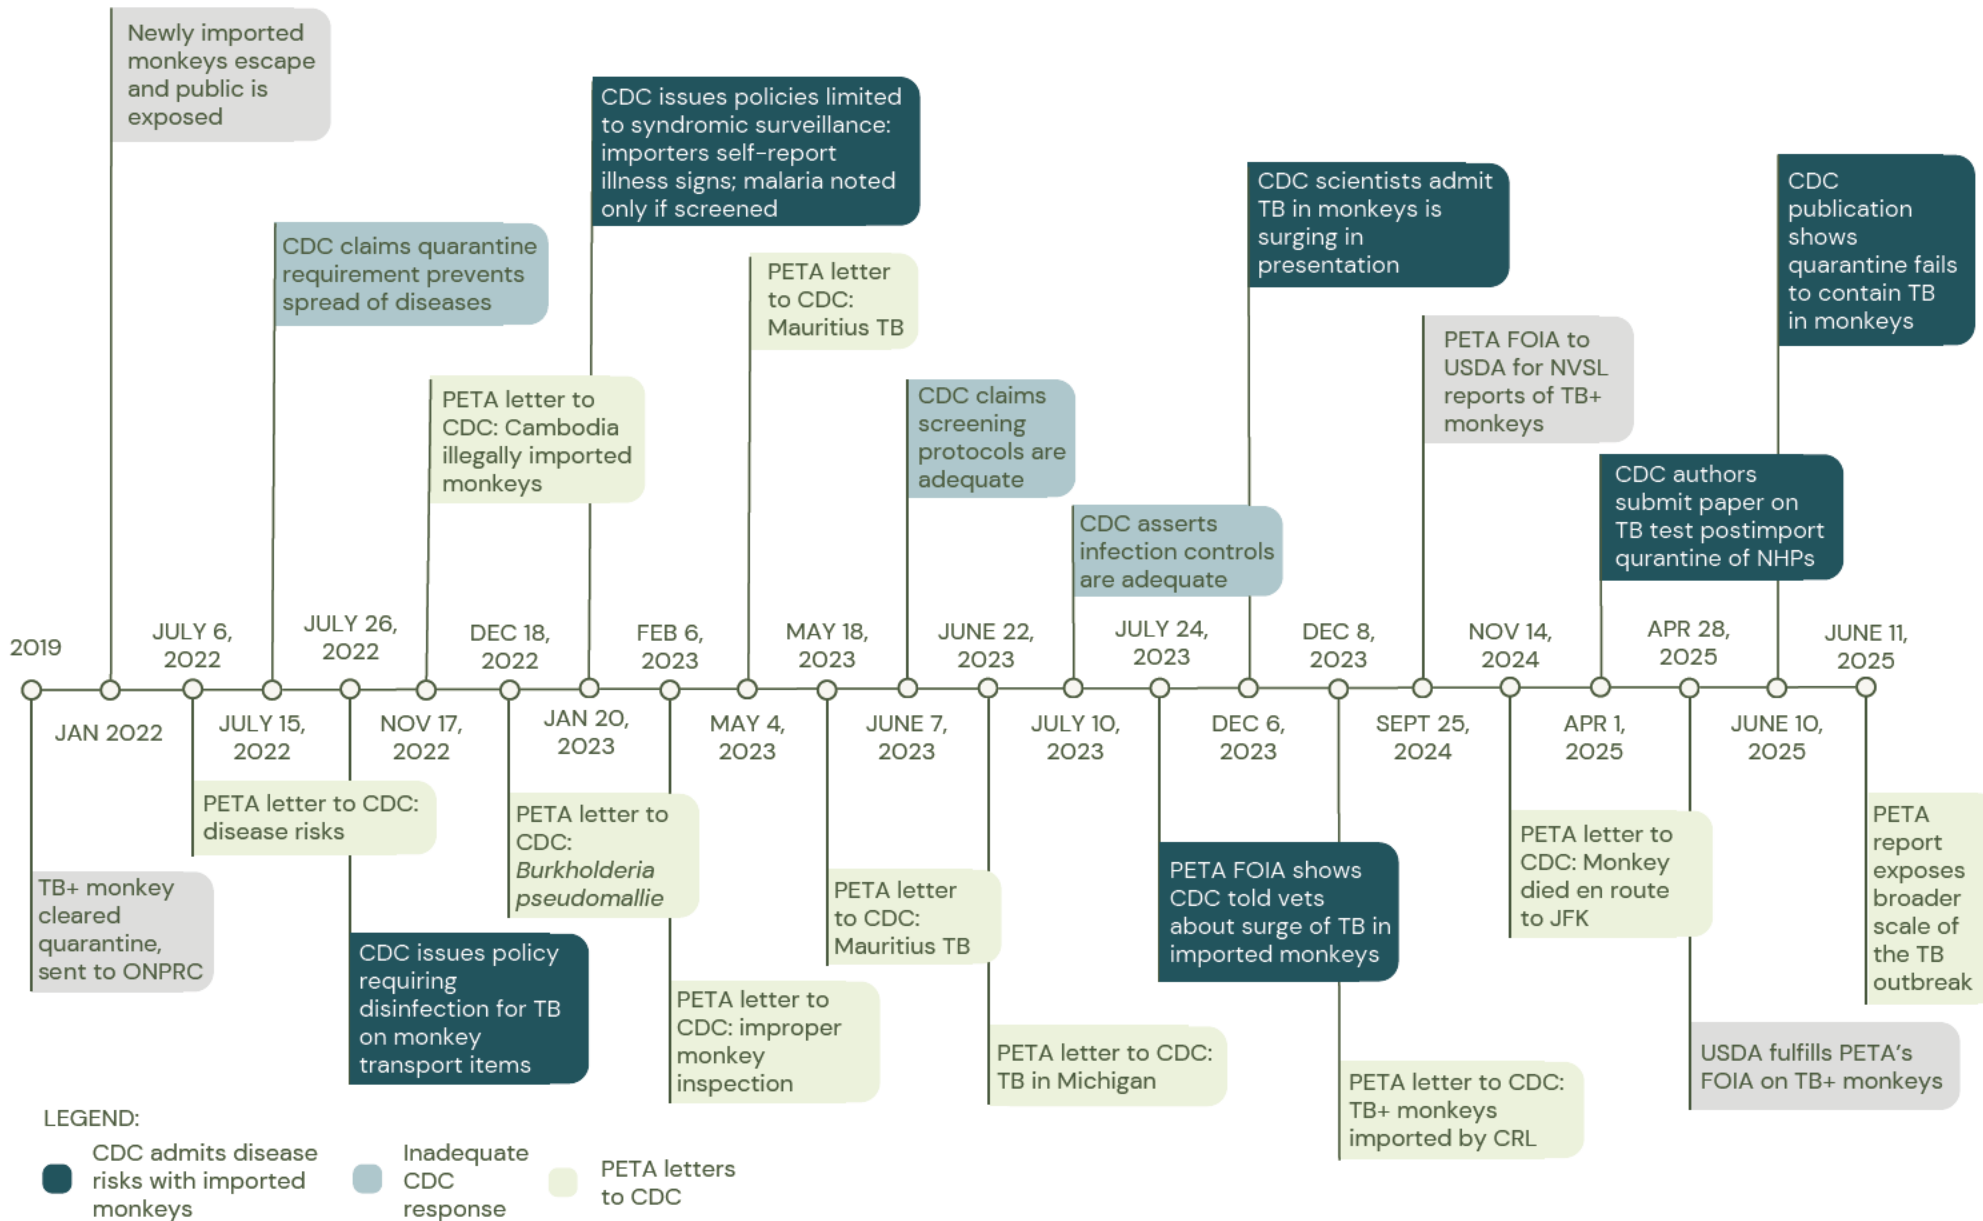 Newly imported
monkeys escape
and public is
exposed
CDC issues policies limited
to syndromic surveillance:
importers self-report
illness signs; malaria noted
only if screened
CDC scientists admit
TB in monkeys is
surging in
presentation
CDC
publication
shows
quarantine fails
to contain TB
in monkeys
CDC claims quarantine
requirement prevents
spread of diseases
PETA letter
to CDC:
Mauritius TB
PETA FOIA to
USDA for NVSL
reports of TB+
monkeys
PETA letter to
CDC: Cambodia
illegally imported
monkeys
CDC claims
screening
protocols are
adequate
CDC authors
submit paper on
TB test postimport
qurantine of NHPs
CDC asserts
infection controls
are adequate
2019
JULY 6,
2022
JULY 26,
2022
DEC 18,
2022
FEB 6,
2023
MAY 18,
2023
JUNE 22,
2023
JULY 24,
2023
DEC 8,
2023
NOV 14,
2024
APR 28,
2025
JUNE 11,
2025
JAN 2022
JULY 15,
2022
NOV 17,
2022
JAN 20,
2023
MAY 4,
2023
JUNE 7,
2023
JULY 10,
2023
DEC 6,
2023
SEPT 25,
2024
APR 1,
2025
JUNE 10,
2025
TB+ monkey
cleared
quarantine,
sent to ONPRC
PETA letter to CDC:
disease risks
CDC issues policy
requiring
disinfection for TB
on monkey
transport items
PETA letter to
CDC:
Burkholderia
pseudomallie
PETA letter to
CDC: improper
monkey
inspection
PETA letter
to CDC:
Mauritius TB
PETA letter to CDC:
TB in Michigan
PETA FOIA shows
CDC told vets
about surge of TB in
imported monkeys
PETA letter to CDC:
TB+ monkeys
imported by CRL
PETA letter to
CDC: Monkey
died en route
to JFK
USDA fulfills PETA's
FOIA on TB+ monkeys
PETA
report
exposes
broader
scale of
the TB
outbreak
LEGEND:
CDC admits disease
risks with imported
monkeys
Inadequate
CDC
response
PETA letters
to CDC